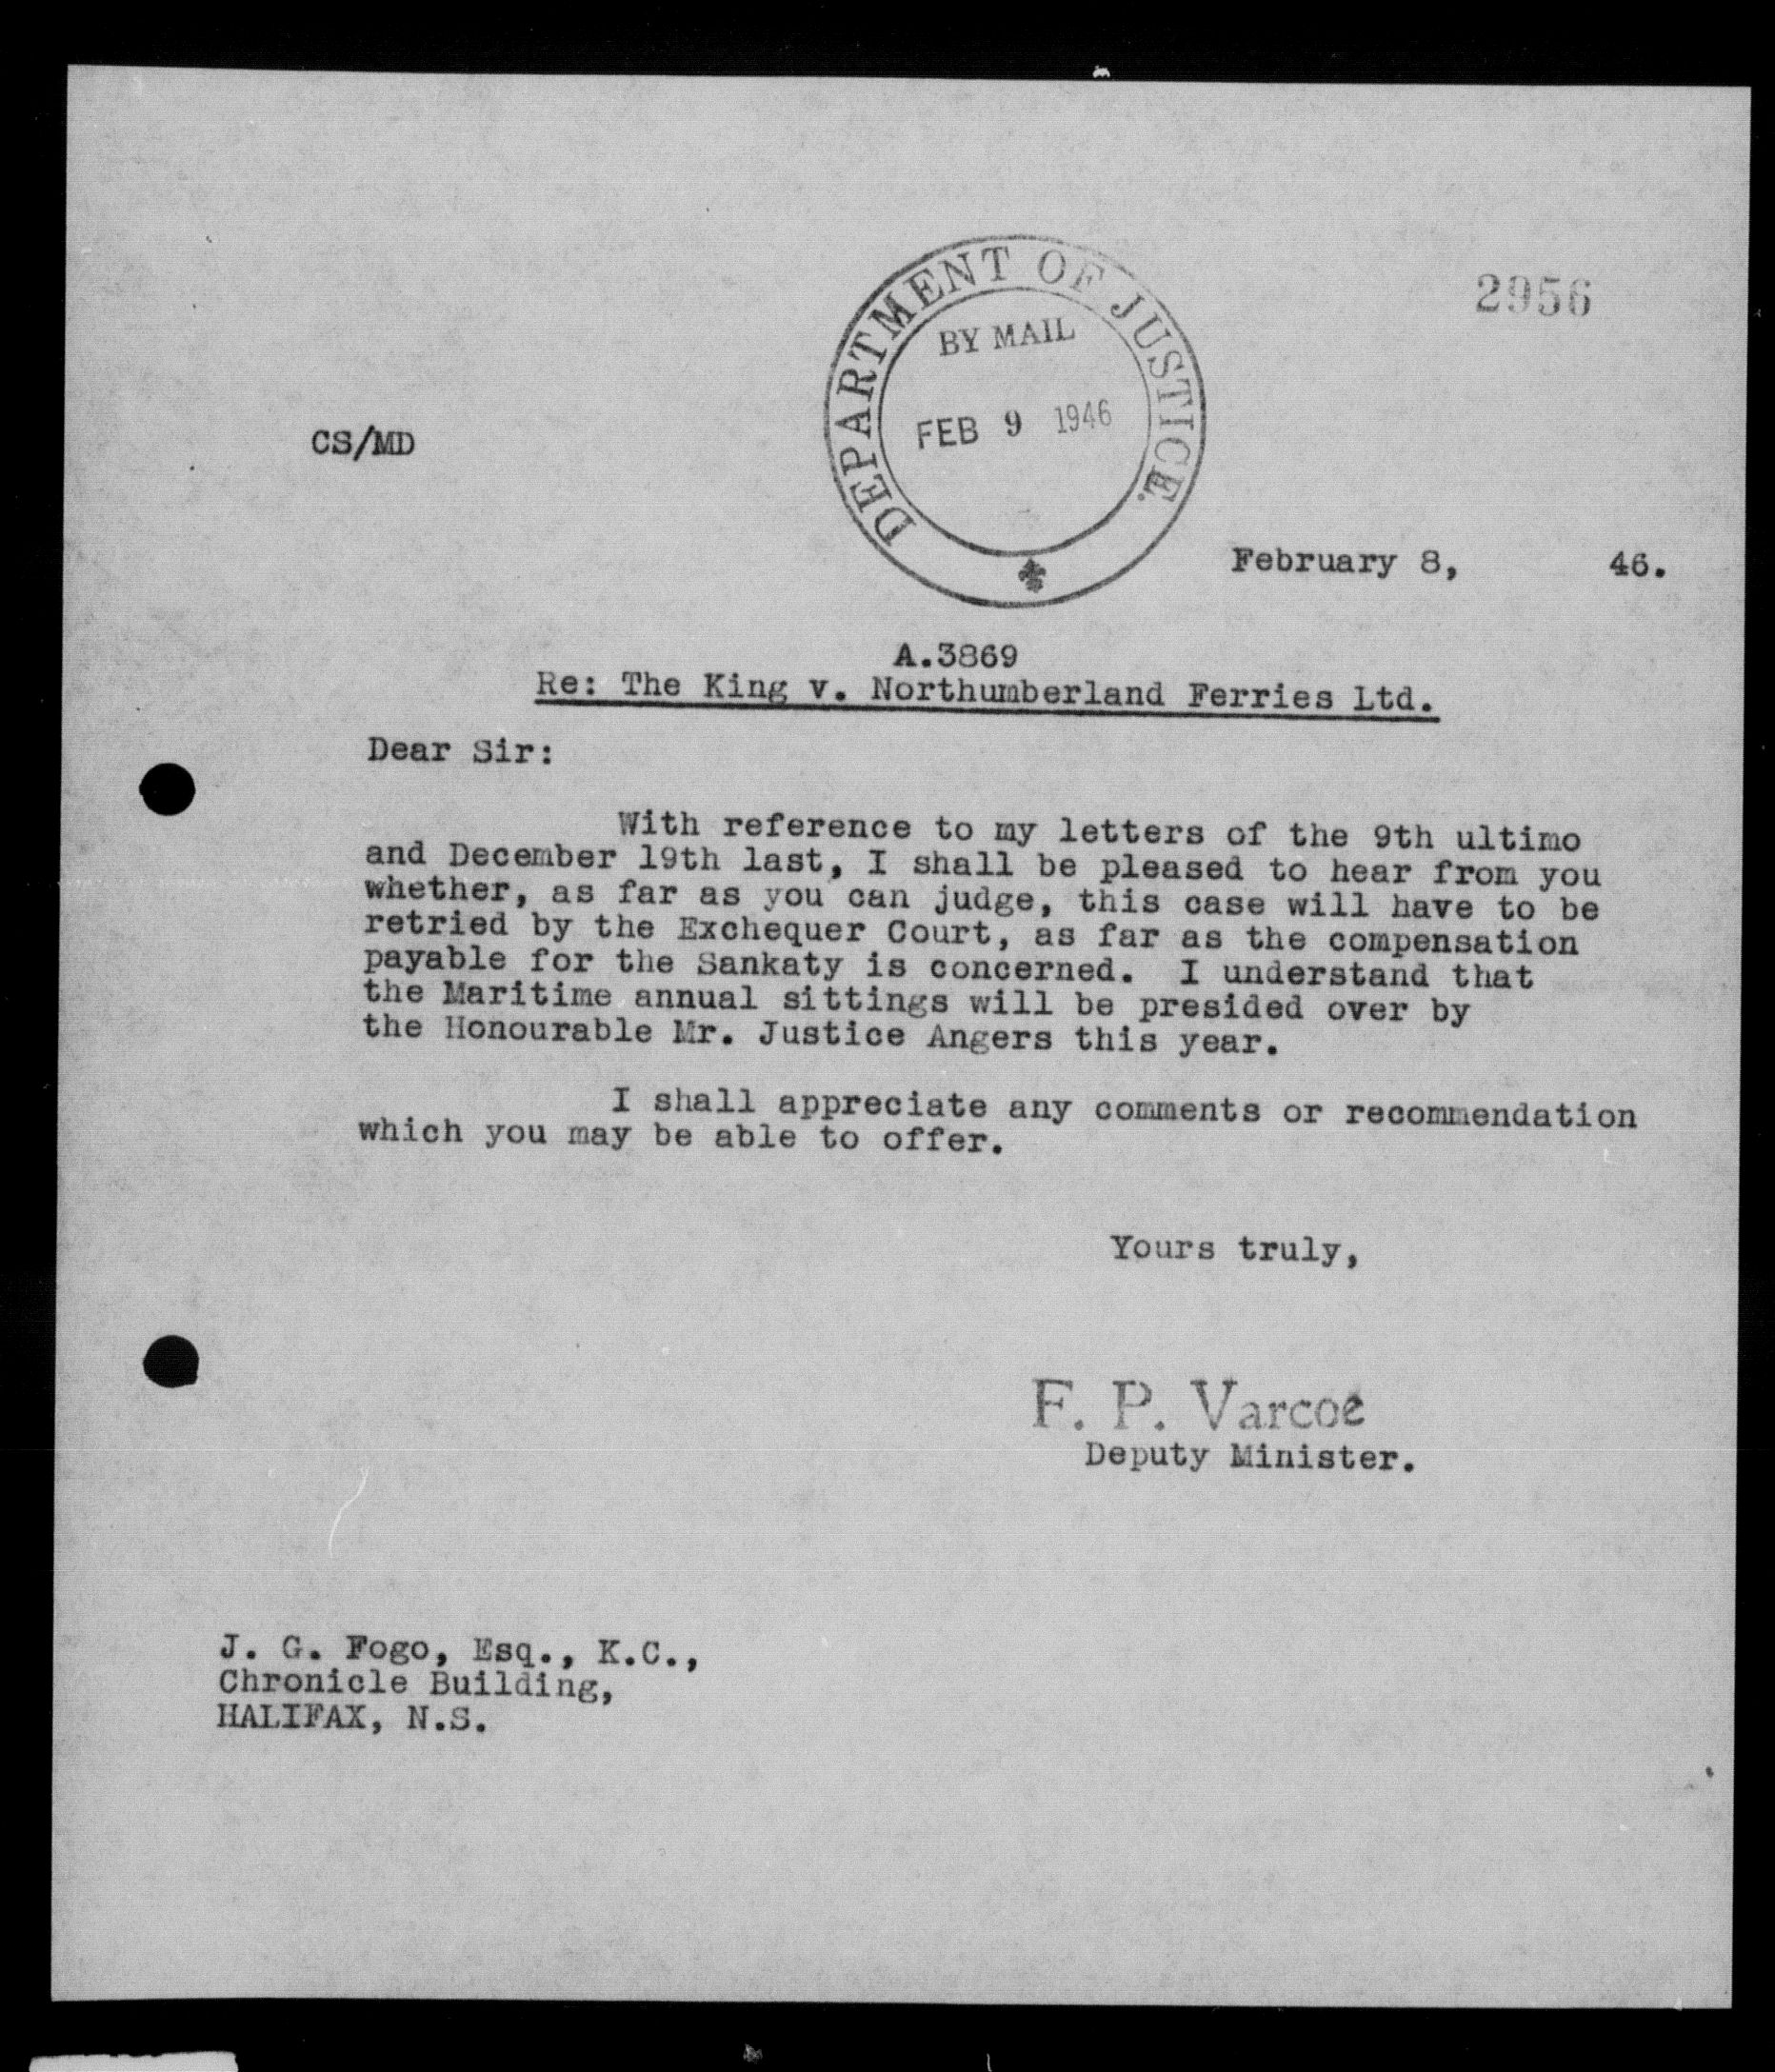 2956
DEPARTMENT OF JUSTICE.
BY MAIL
FEB 9 1946
CS/MD
February 8, 46.
A.3869
Re: The King v. Northumberland Ferries Ltd.
Dear Sir:
With reference to my letters of the 9th ultimo
and December 19th last, I shall be pleased to hear from you
whether, as far as you can judge, this case will have to be
retried by the Exchequer Court, as far as the compensation
payable for the Sankaty is concerned. I understand that
the Maritime annual sittings will be presided over by
the Honourable Mr. Justice Angers this year.
I shall appreciate any comments or recommendation
which you may be able to offer.
Yours truly,
F. P. Varcoe
Deputy Minister.
J. G. Fogo, Esq., K.C.,
Chronicle Building,
HALIFAX, N.S.